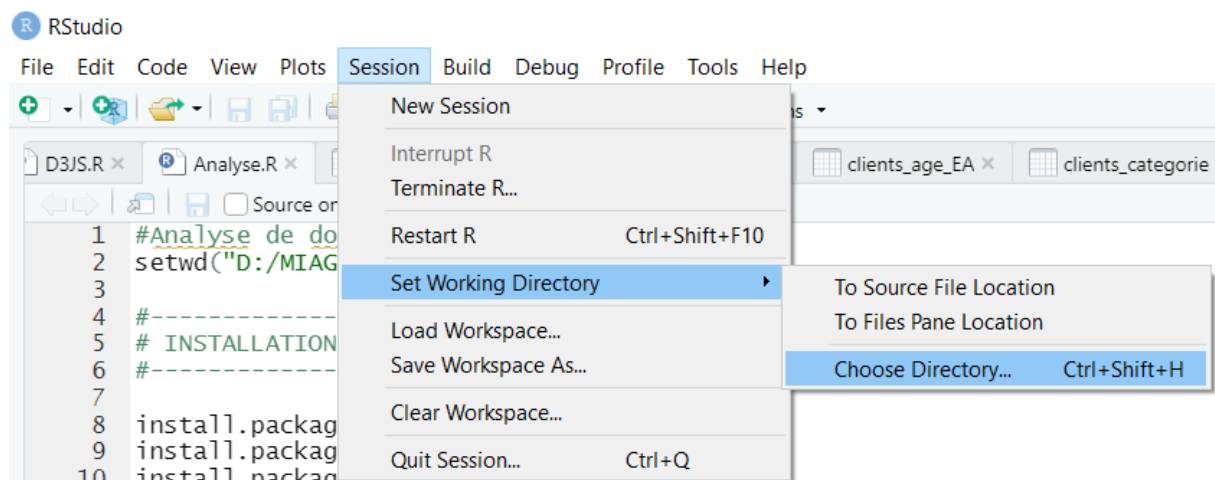 R RStudio
File Edit Code View Plots Session Build Debug Profile Tools Help
D3JS.R × Analyse.R × clients_age_EA × clients_categorie
Source on
1 #Analyse de do
2 setwd("D:/MIAG
3
4 #-------------
5 # INSTALLATION
6 #-------------
7
8 install.packag
9 install.packag
10 install.packag
New Session
Interrupt R
Terminate R...
Restart R Ctrl+Shift+F10
Set Working Directory
Load Workspace...
Save Workspace As...
Clear Workspace...
Quit Session... Ctrl+Q
To Source File Location
To Files Pane Location
Choose Directory... Ctrl+Shift+H